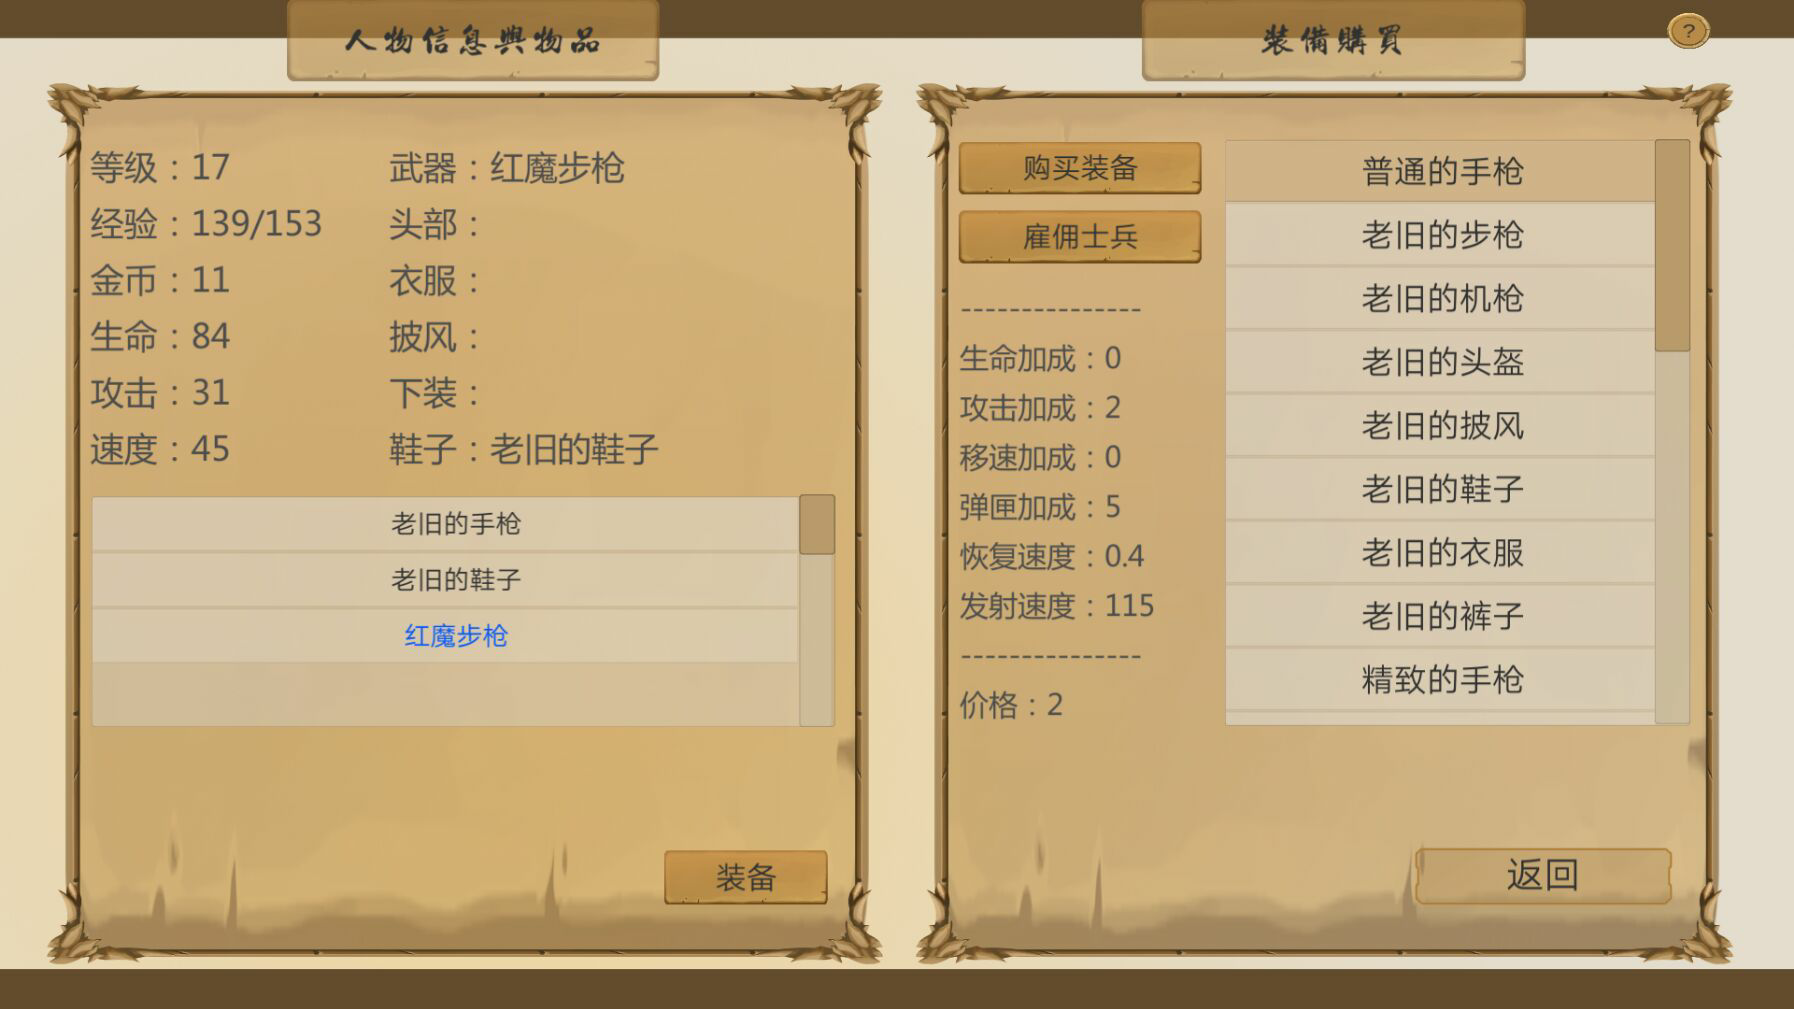 人物信息與物品
等级：17
经验：139/153
金币：11
生命：84
攻击：31
速度：45
武器：红魔步枪
头部：
衣服：
披风：
下装：
鞋子：老旧的鞋子
老旧的手枪
老旧的鞋子
红魔步枪
装备
裝備購買
?
购买装备
雇佣士兵
---------------
生命加成：0
攻击加成：2
移速加成：0
弹匣加成：5
恢复速度：0.4
发射速度：115
---------------
价格：2
普通的手枪
老旧的步枪
老旧的机枪
老旧的头盔
老旧的披风
老旧的鞋子
老旧的衣服
老旧的裤子
精致的手枪
返回